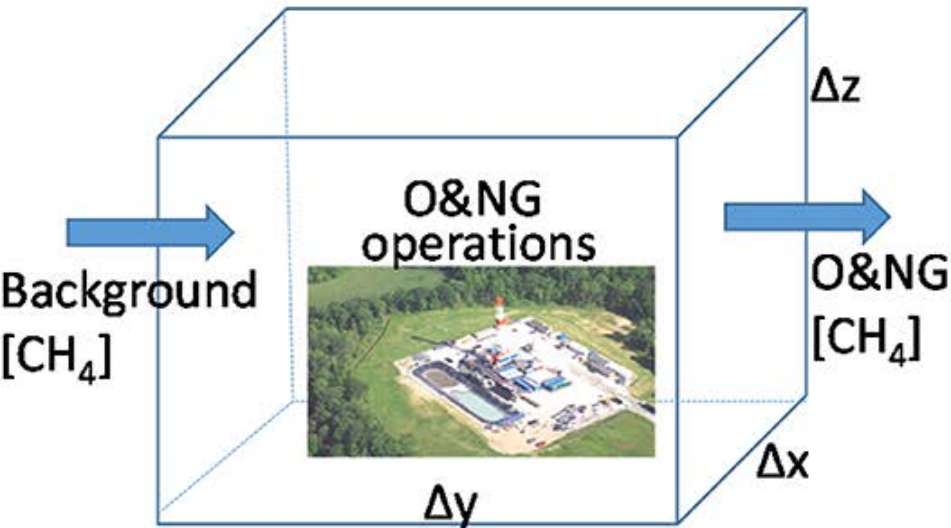 Δz
O&NG
operations
Background
[CH₄]
O&NG
[CH₄]
Δx
Δy